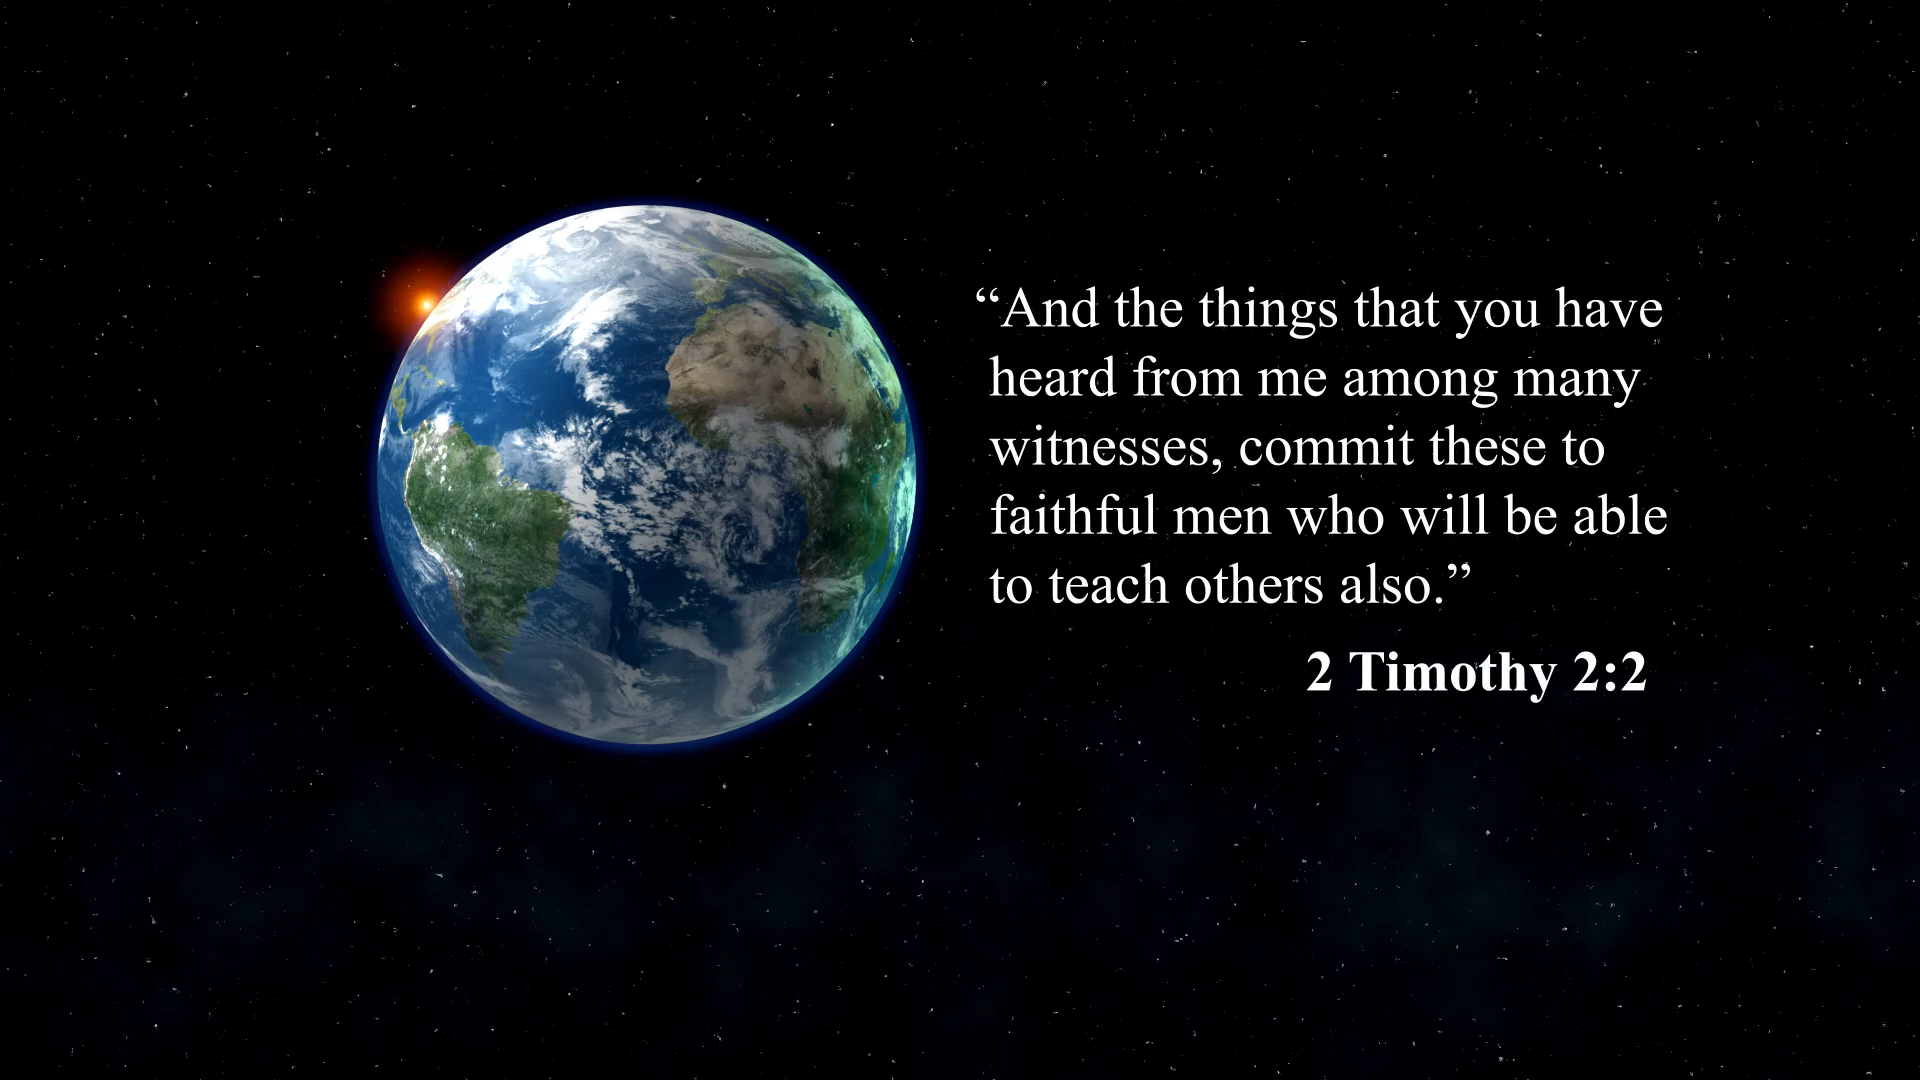 “And the things that you have
heard from me among many
witnesses, commit these to
faithful men who will be able
to teach others also.”
2 Timothy 2:2